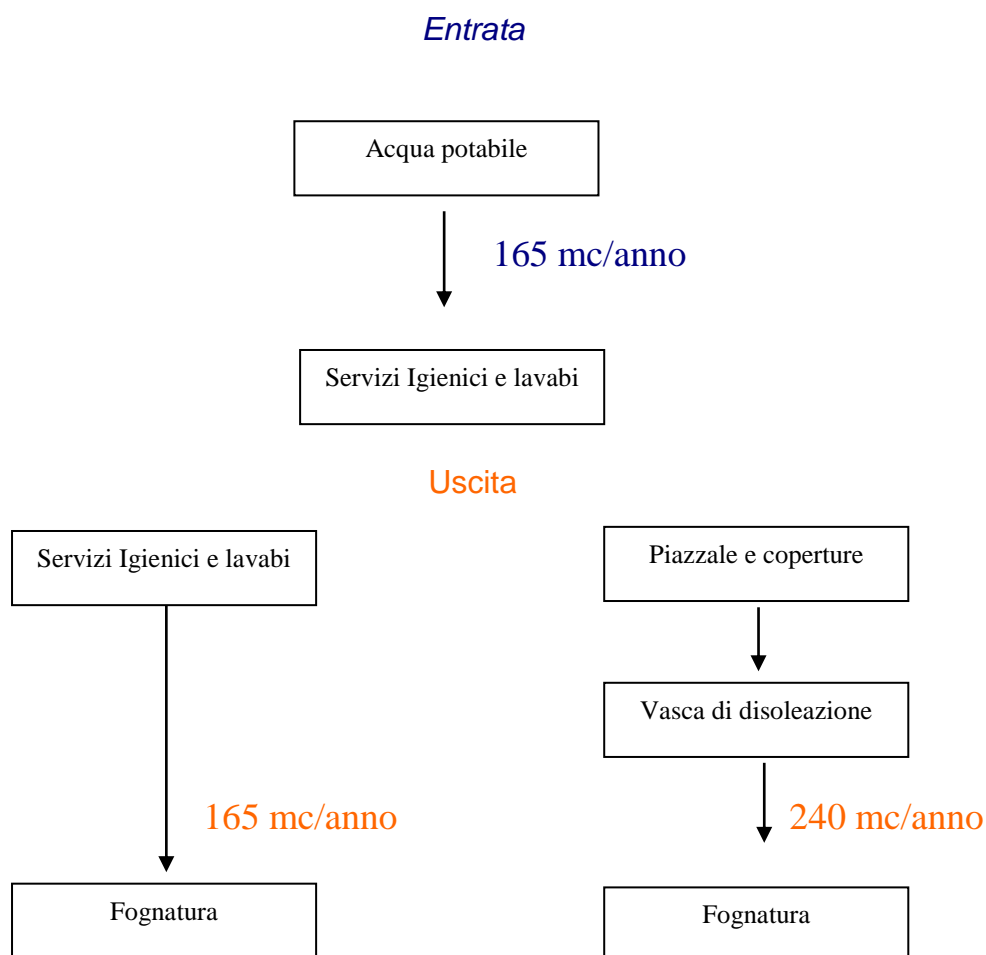 Entrata
Acqua potabile
165 mc/anno
Servizi Igienici e lavabi
Uscita
Servizi Igienici e lavabi
Piazzale e coperture
Vasca di disoleazione
165 mc/anno
240 mc/anno
Fognatura
Fognatura